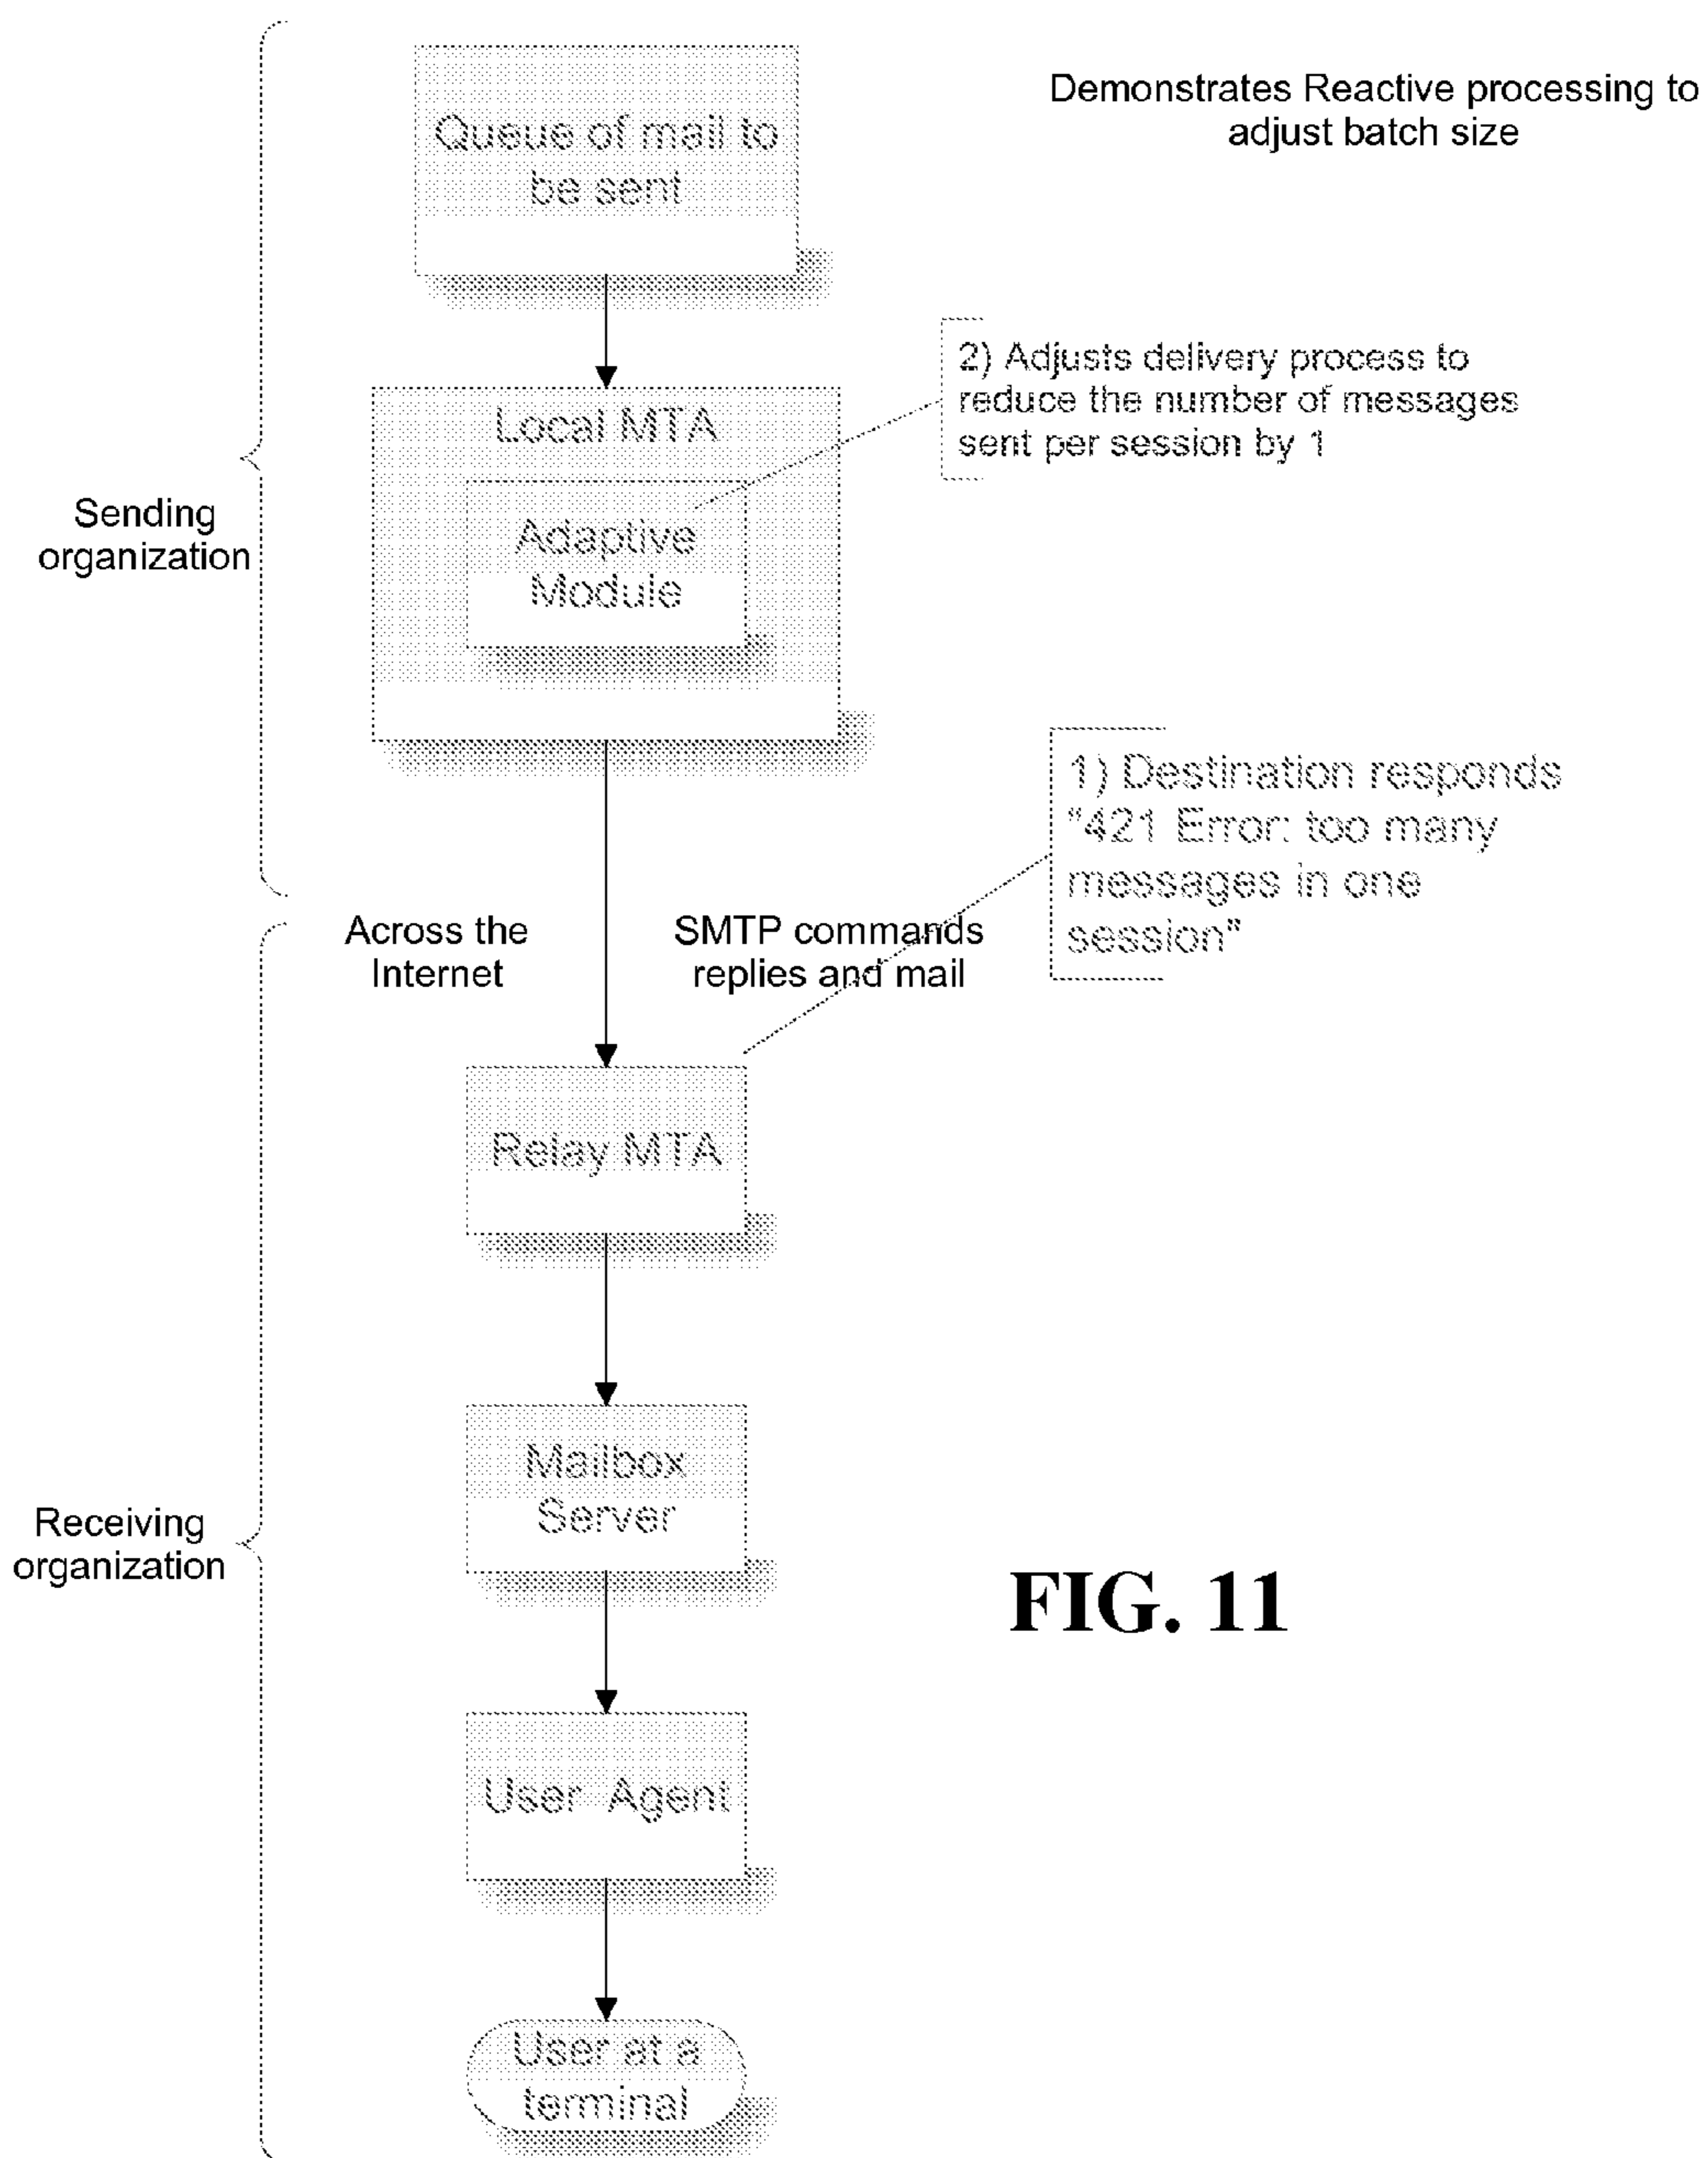 Demonstrates Reactive processing to
adjust batch size
Queue of mail to
be sent
2) Adjusts delivery process to
reduce the number of messages
sent per session by 1
Local MTA
Adaptive
Module
Sending
organization
1) Destination responds
"421 Error: too many
messages in one
session"
Across the
Internet
SMTP commands
replies and mail
Relay MTA
Mailbox
Server
Receiving
organization
FIG. 11
User Agent
User at a
terminal